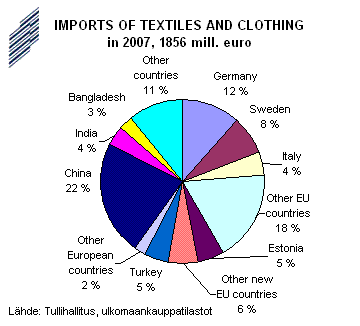 IMPORTS OF TEXTILES AND CLOTHING
in 2007, 1856 mill. euro
Other
countries
11 %
Germany
12 %
Sweden
8 %
Italy
4 %
Other EU
countries
18 %
Estonia
5 %
Other new
EU countries
6 %
Turkey
5 %
Other
European
countries
2 %
China
22 %
India
4 %
Bangladesh
3 %
Lähde: Tullihallitus, ulkomaankauppatilastot